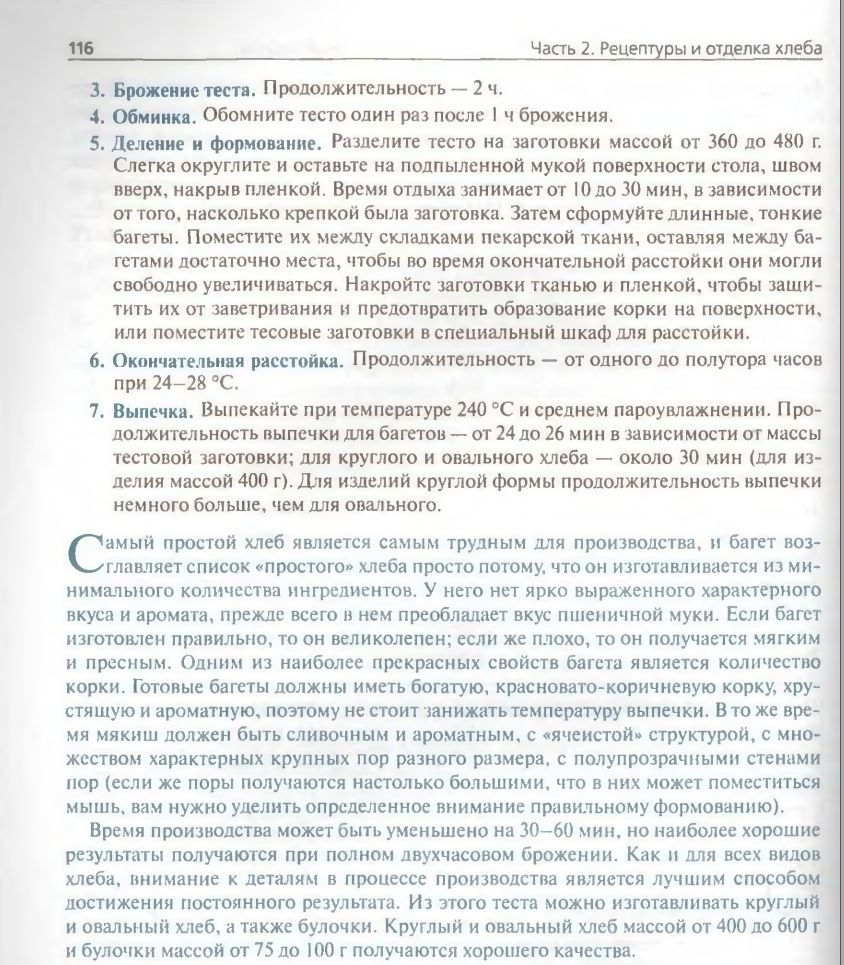 116
Часть 2. Рецептуры и отделка хлеба
3. Брожение теста. Продолжительность — 2 ч.
4. Обминка. Обомните тесто один раз после 1 ч брожения.
5. Деление и формование. Разделите тесто на заготовки массой от 360 до 480 г.
Слегка округлите и оставьте на подпыленной мукой поверхности стола, швом
вверх, накрыв пленкой. Время отдыха занимает от 10 до 30 мин, в зависимости
от того, насколько крепкой была заготовка. Затем сформуйте длинные, тонкие
багеты. Поместите их между складками пекарской ткани, оставляя между ба-
гетами достаточно места, чтобы во время окончательной расстойки они могли
свободно увеличиваться. Накройте заготовки тканью и пленкой, чтобы защи-
тить их от заветривания и предотвратить образование корки на поверхности,
или поместите тесовые заготовки в специальный шкаф для расстойки.
6. Окончательная расстойка. Продолжительность — от одного до полутора часов
при 24–28 °С.
7. Выпечка. Выпекайте при температуре 240 °С и среднем пароувлажнении. Про-
должительность выпечки для багетов — от 24 до 26 мин в зависимости от массы
тестовой заготовки; для круглого и овального хлеба — около 30 мин (для из-
делия массой 400 г). Для изделий круглой формы продолжительность выпечки
немного больше, чем для овального.
Самый простой хлеб является самым трудным для производства, и багет воз-
главляет список «простого» хлеба просто потому, что он изготавливается из ми-
нимального количества ингредиентов. У него нет ярко выраженного характерного
вкуса и аромата, прежде всего в нем преобладает вкус пшеничной муки. Если багет
изготовлен правильно, то он великолепен; если же плохо, то он получается мягким
и пресным. Одним из наиболее прекрасных свойств багета является количество
корки. Готовые багеты должны иметь богатую, красновато-коричневую корку, хру-
стящую и ароматную, поэтому не стоит занижать температуру выпечки. В то же вре-
мя мякиш должен быть сливочным и ароматным, с «ячеистой» структурой, с мно-
жеством характерных крупных пор разного размера, с полупрозрачными стенами
пор (если же поры получаются настолько большими, что в них может поместиться
мышь, вам нужно уделить определенное внимание правильному формованию).
Время производства может быть уменьшено на 30–60 мин, но наиболее хорошие
результаты получаются при полном двухчасовом брожении. Как и для всех видов
хлеба, внимание к деталям в процессе производства является лучшим способом
достижения постоянного результата. Из этого теста можно изготавливать круглый
и овальный хлеб, а также булочки. Круглый и овальный хлеб массой от 400 до 600 г
и булочки массой от 75 до 100 г получаются хорошего качества.